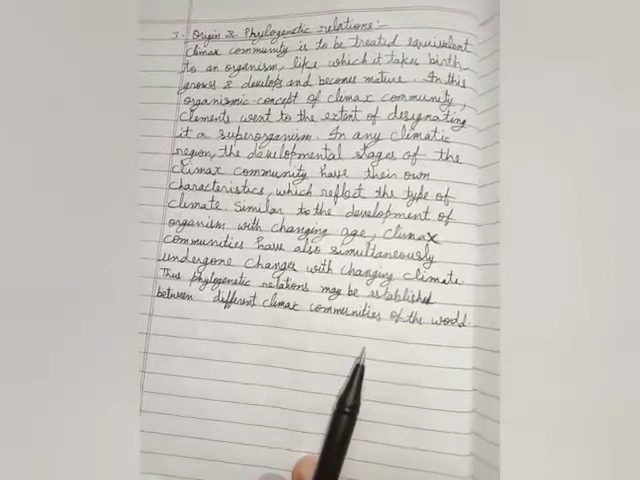 3. Origin & Phylogenetic relations:-
Climax community is to be treated equivalent
to an organism, like which it takes birth
grows & develops and becomes mature. In this
organismic concept of climax community,
Clements went to the extent of designating
it a superorganism. In any climatic
region, the developmental stages of the
climax community have their own
characteristics, which reflect the type of
climate similar to the development of
organism with changing age, climax
communities have also simultaneously
undergone changes with changing climate.
Thus phylogenetic relations may be established
between different climax communities of the world.